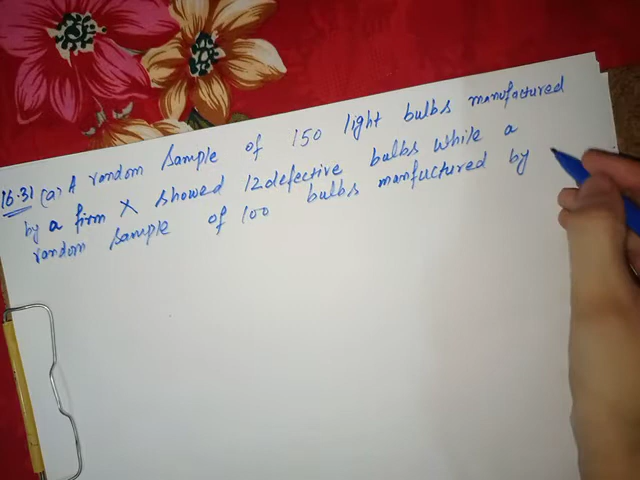 16.31 (a) A random sample of 150 light bulbs manufactured
by a firm X showed 12 defective bulbs while a
random sample of 100 bulbs manfuctured by